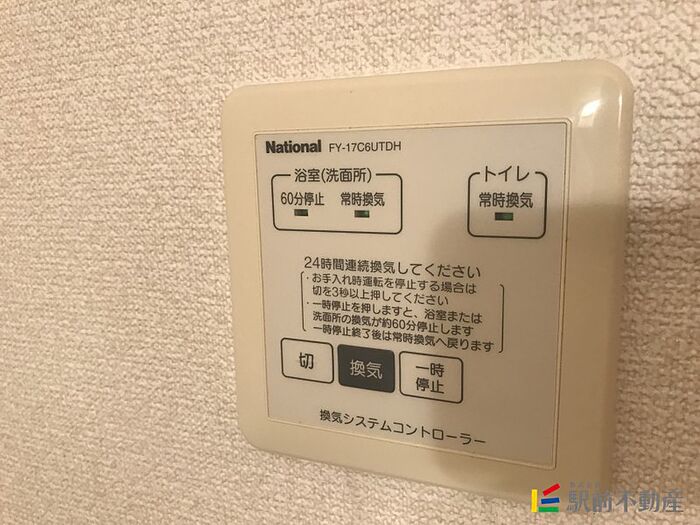 National FY-17C6UTDH
浴室(洗面所)
60分停止 常時換気
トイレ
常時換気
24時間連続換気してください
・お手入れ時運転を停止する場合は
切を3秒以上押してください
・一時停止を押しますと、浴室または
洗面所の換気が約60分停止します
一時停止終了後は常時換気へ戻ります
切
換気
一時
停止
換気システムコントローラー
株式会社
駅前不動産